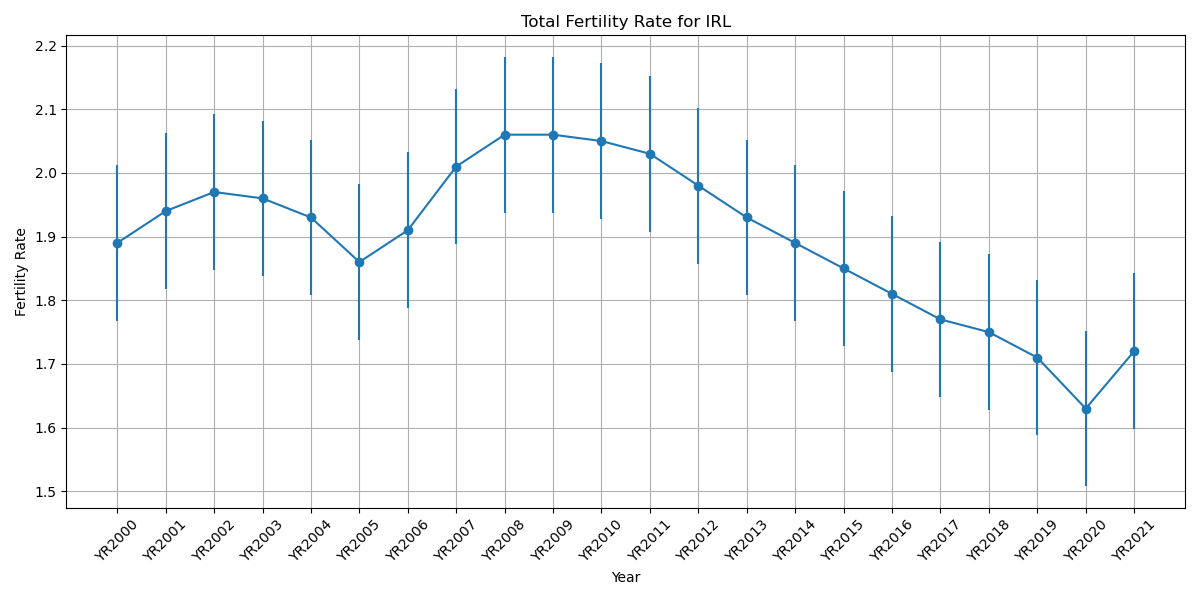 Total Fertility Rate for IRL
Fertility Rate
2.2
2.1
2.0
1.9
1.8
1.7
1.6
1.5
YR2000
YR2001
YR2002
YR2003
YR2004
YR2005
YR2006
YR2007
YR2008
YR2009
YR2010
YR2011
YR2012
YR2013
YR2014
YR2015
YR2016
YR2017
YR2018
YR2019
YR2020
YR2021
Year